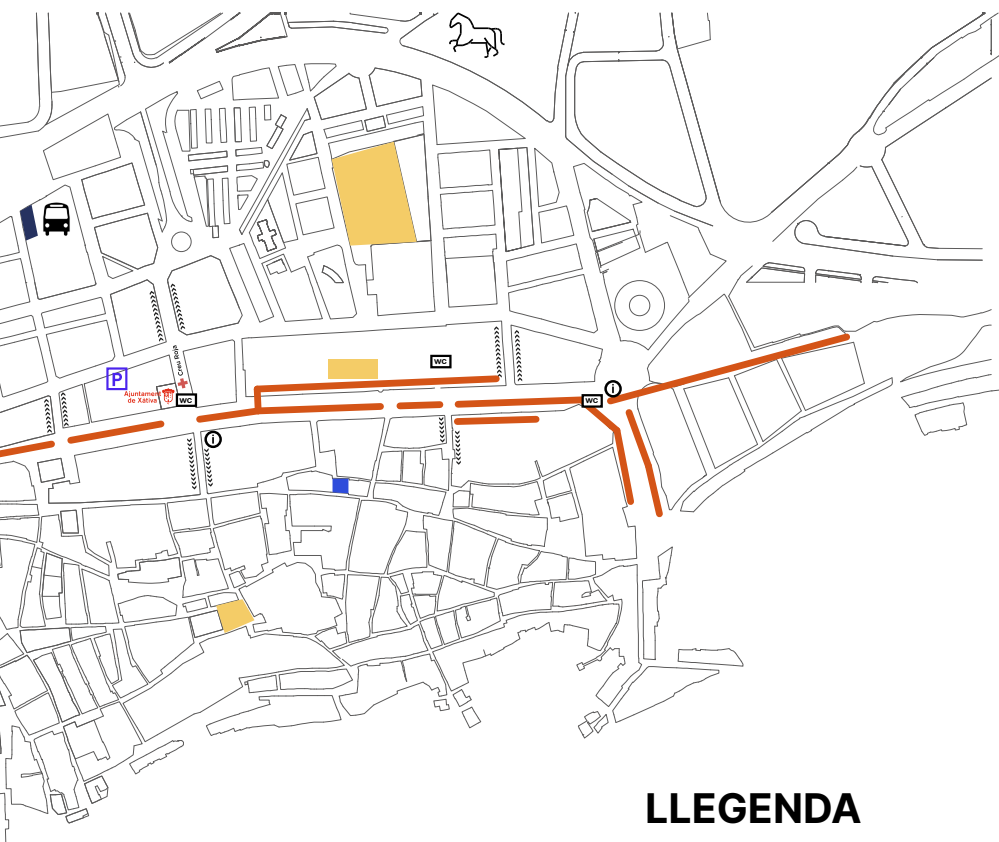 Creu Roja
WC
P
Ajuntament
de Xàtiva
WC
i
WC
i
LLEGENDA